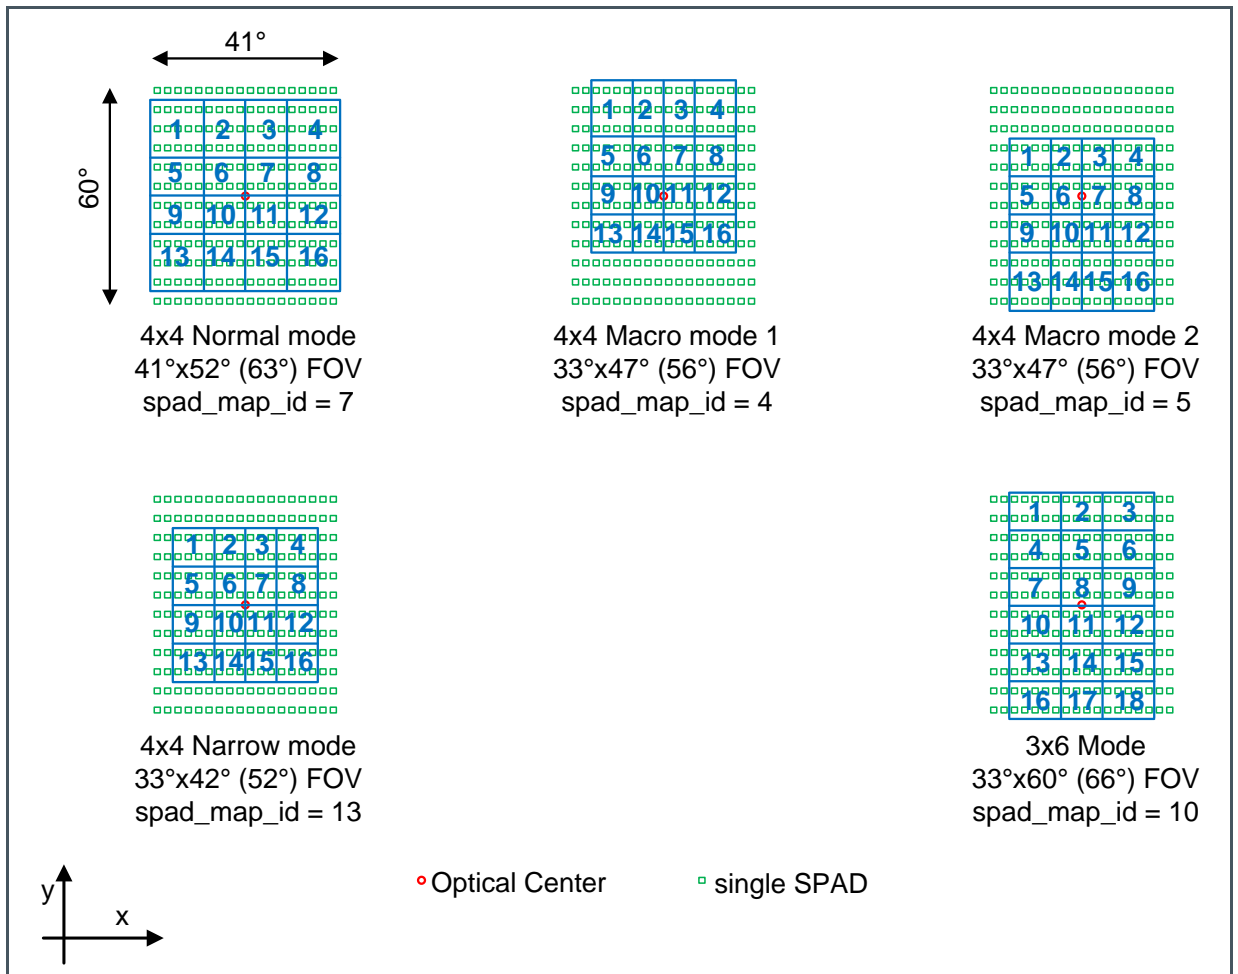 41°
60°
1 2 3 4
5 6 7 8
9 10 11 12
13 14 15 16
4x4 Normal mode
41°x52° (63°) FOV
spad_map_id = 7
1 2 3 4
5 6 7 8
9 10 11 12
13 14 15 16
4x4 Macro mode 1
33°x47° (56°) FOV
spad_map_id = 4
1 2 3 4
5 6 7 8
9 10 11 12
13 14 15 16
4x4 Macro mode 2
33°x47° (56°) FOV
spad_map_id = 5
1 2 3 4
5 6 7 8
9 10 11 12
13 14 15 16
4x4 Narrow mode
33°x42° (52°) FOV
spad_map_id = 13
1 2 3
4 5 6
7 8 9
10 11 12
13 14 15
16 17 18
3x6 Mode
33°x60° (66°) FOV
spad_map_id = 10
y
x
Optical Center
single SPAD